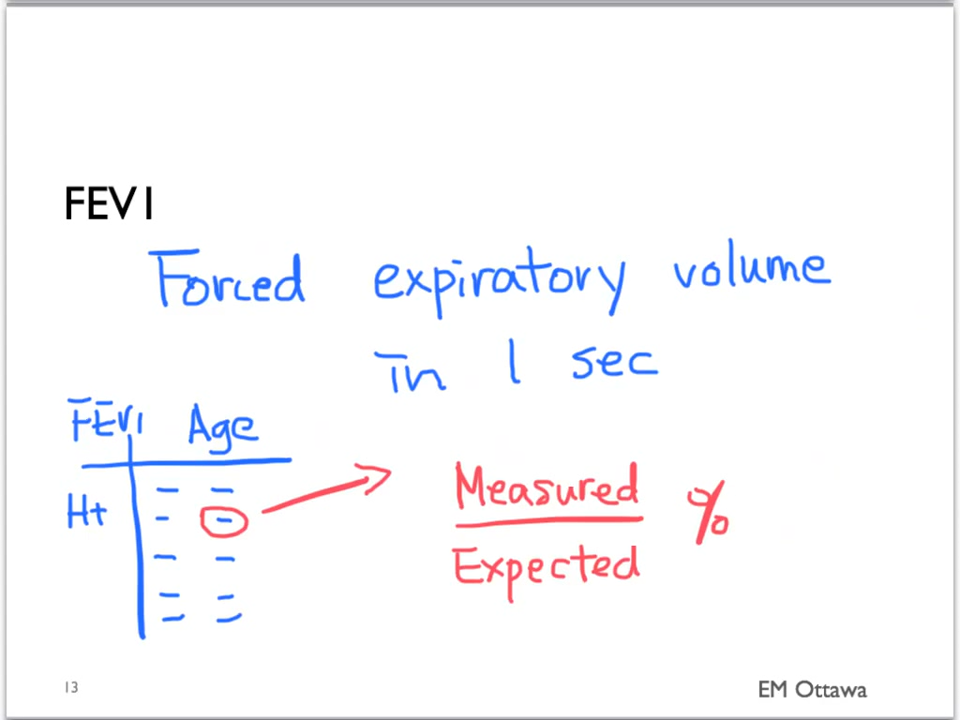 FEV1
Forced expiratory volume
in 1 sec
FEV1 Age
Ht
Measured %
Expected
13
EM Ottawa